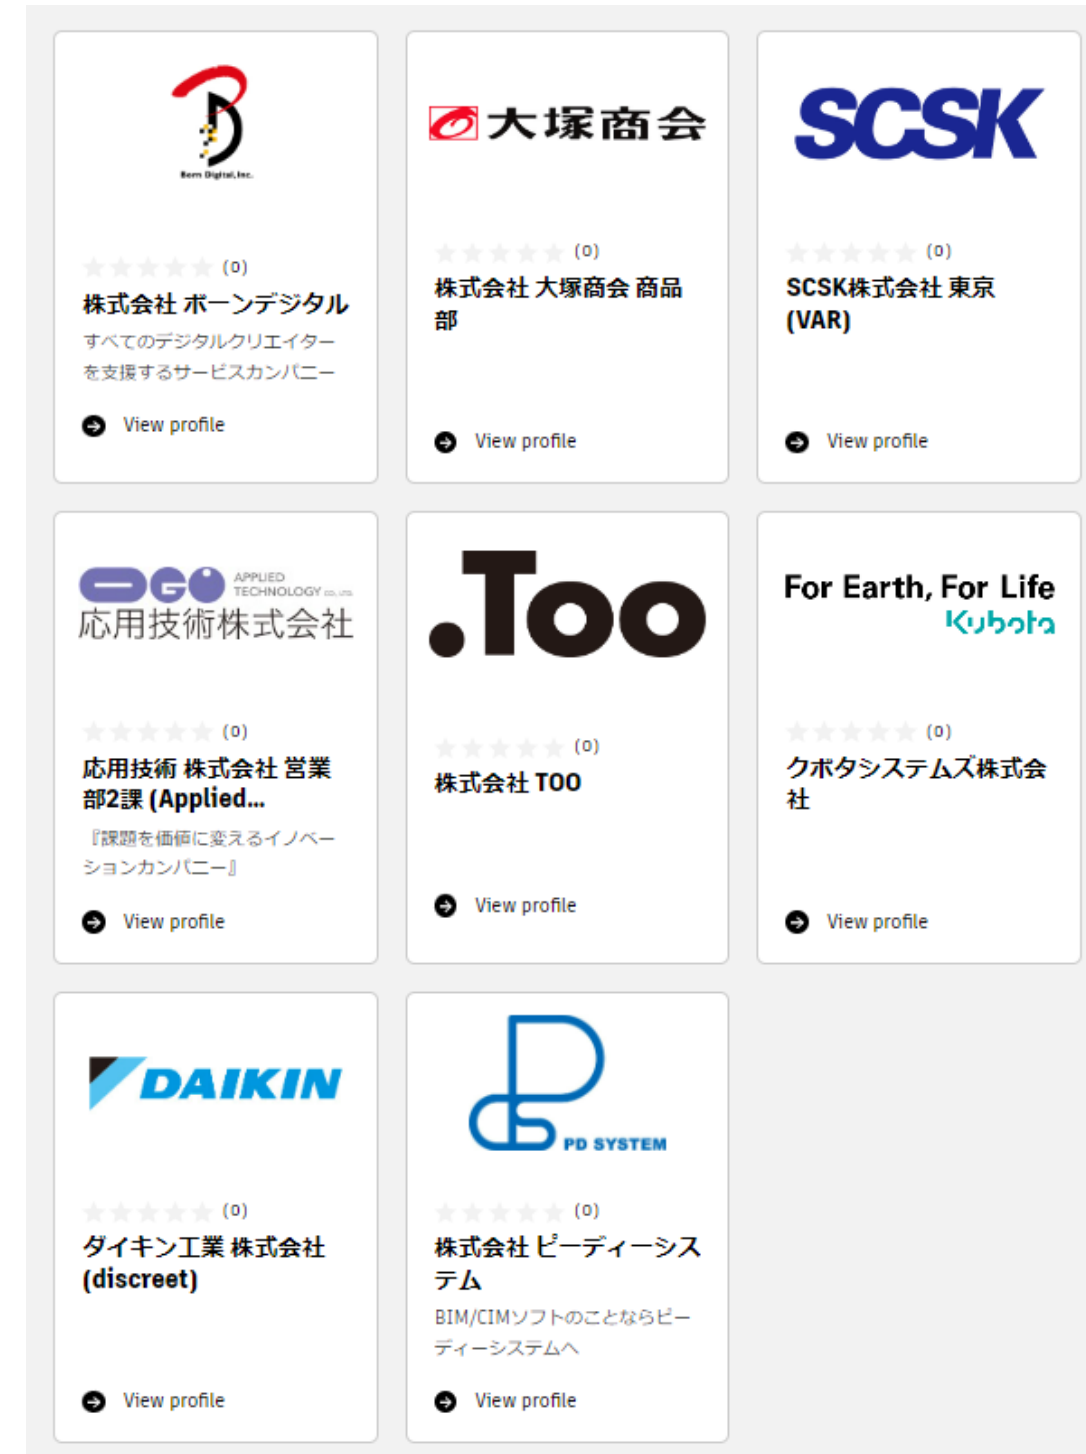 Born Digital, Inc.
(0)
株式会社 ボーンデジタル
すべてのデジタルクリエイター
を支援するサービスカンパニー
View profile
大塚商会
(0)
株式会社 大塚商会 商品
部
View profile
SCSK
(0)
SCSK株式会社 東京
(VAR)
View profile
OGO
APPLIED
TECHNOLOGY CO., LTD.
応用技術株式会社
(0)
応用技術 株式会社 営業
部2課 (Applied...
『課題を価値に変えるイノベー
ションカンパニー』
View profile
.Too
(0)
株式会社 TOO
View profile
For Earth, For Life
Kubota
(0)
クボタシステムズ株式会
社
View profile
DAIKIN
(0)
ダイキン工業 株式会社
(discreet)
View profile
PD SYSTEM
(0)
株式会社 ピーディーシス
テム
BIM/CIMソフトのことならピー
ディーシステムへ
View profile